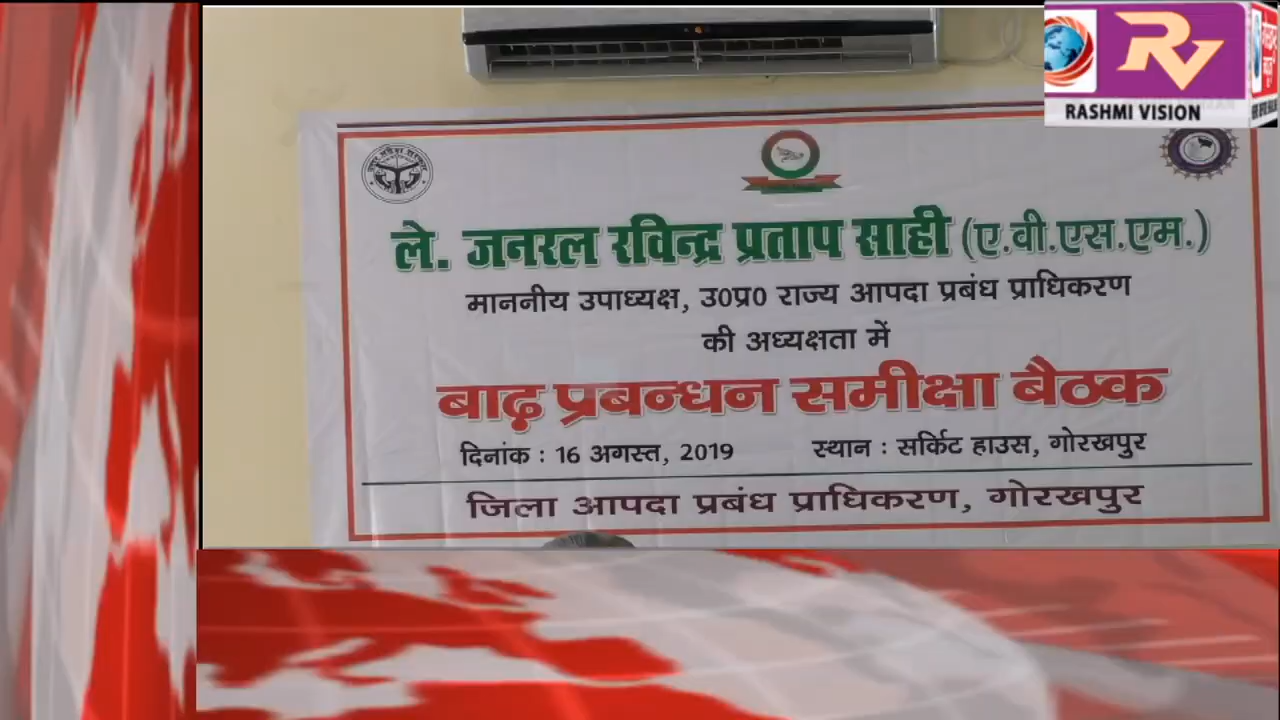 RASHMI VISION
ले. जनरल रविन्द्र प्रताप साही (ए.वी.एस.एम.)
माननीय उपाध्यक्ष, उ0प्र0 राज्य आपदा प्रबंध प्राधिकरण
की अध्यक्षता में
बाढ़ प्रबन्धन समीक्षा बैठक
दिनांक : 16 अगस्त, 2019 स्थान : सर्किट हाउस, गोरखपुर
जिला आपदा प्रबंध प्राधिकरण, गोरखपुर